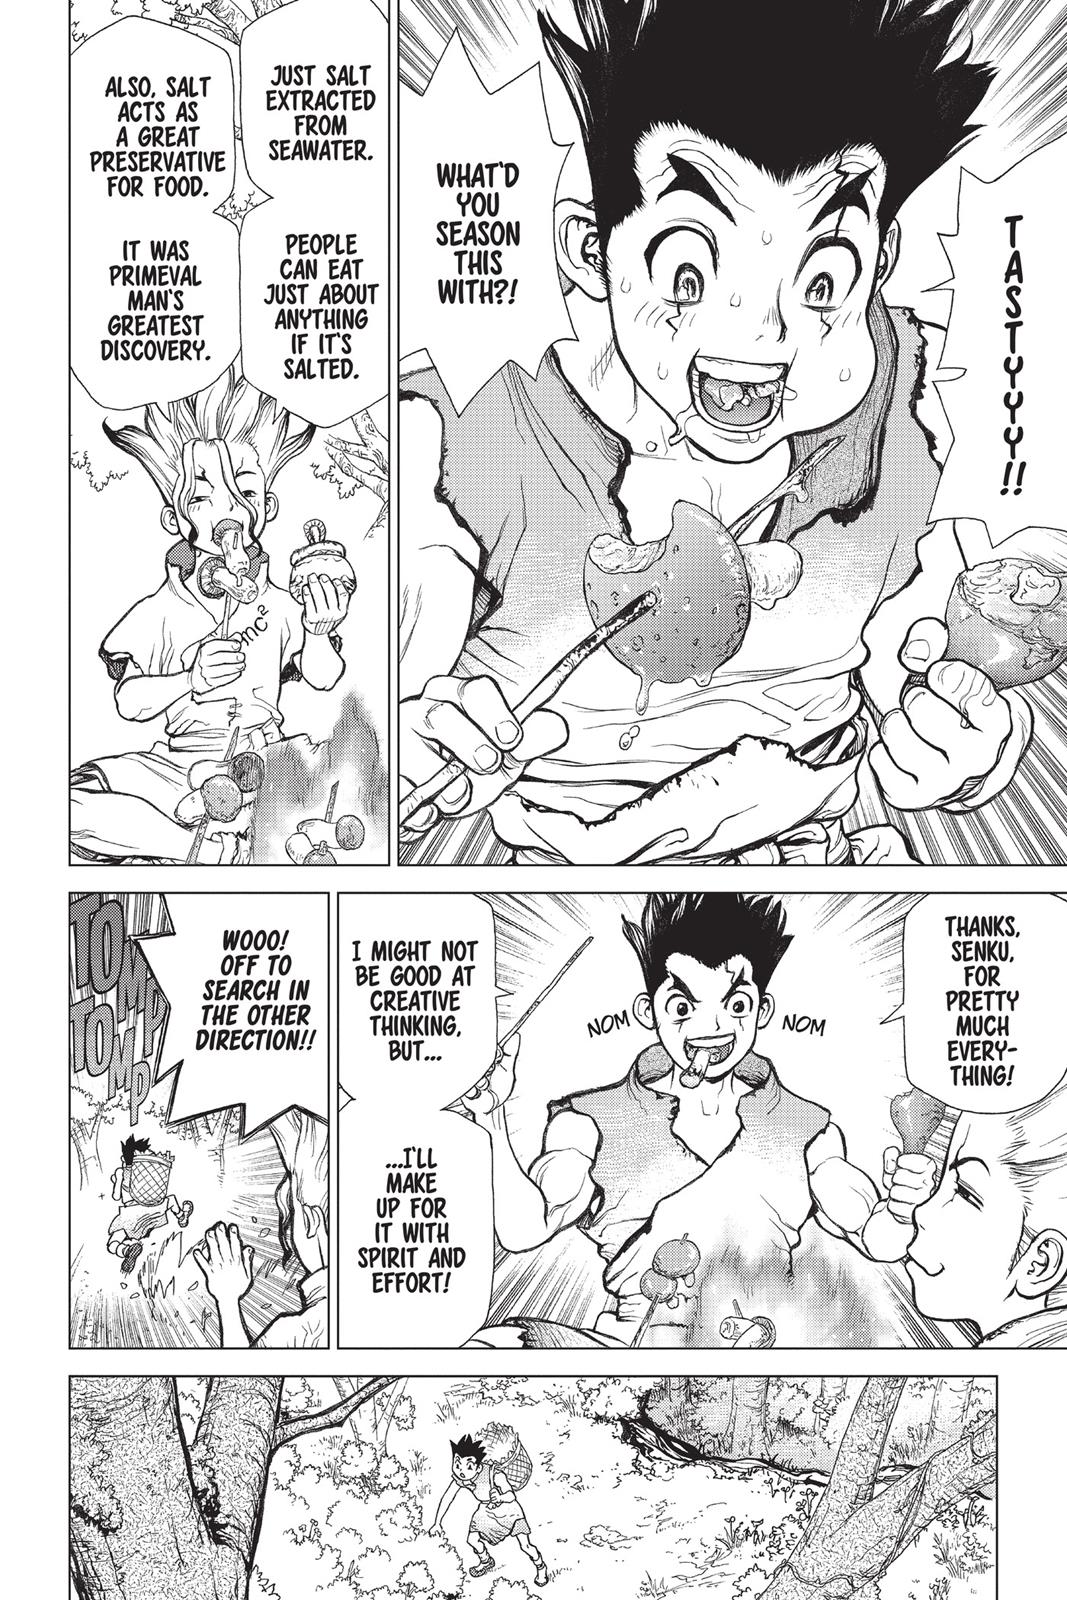 TASTYYY!!
WHAT'D
YOU
SEASON
THIS
WITH?!
JUST SALT
EXTRACTED
FROM
SEAWATER.
PEOPLE
CAN EAT
JUST ABOUT
ANYTHING
IF IT'S
SALTED.
ALSO, SALT
ACTS AS
A GREAT
PRESERVATIVE
FOR FOOD.
IT WAS
PRIMEVAL
MAN'S
GREATEST
DISCOVERY.
mc²
THANKS,
SENKU,
FOR
PRETTY
MUCH
EVERY-
THING!
NOM
NOM
I MIGHT NOT
BE GOOD AT
CREATIVE
THINKING,
BUT...
...I'LL
MAKE
UP FOR
IT WITH
SPIRIT AND
EFFORT!
WOOO!
OFF TO
SEARCH IN
THE OTHER
DIRECTION!!
TOMP
TOMP